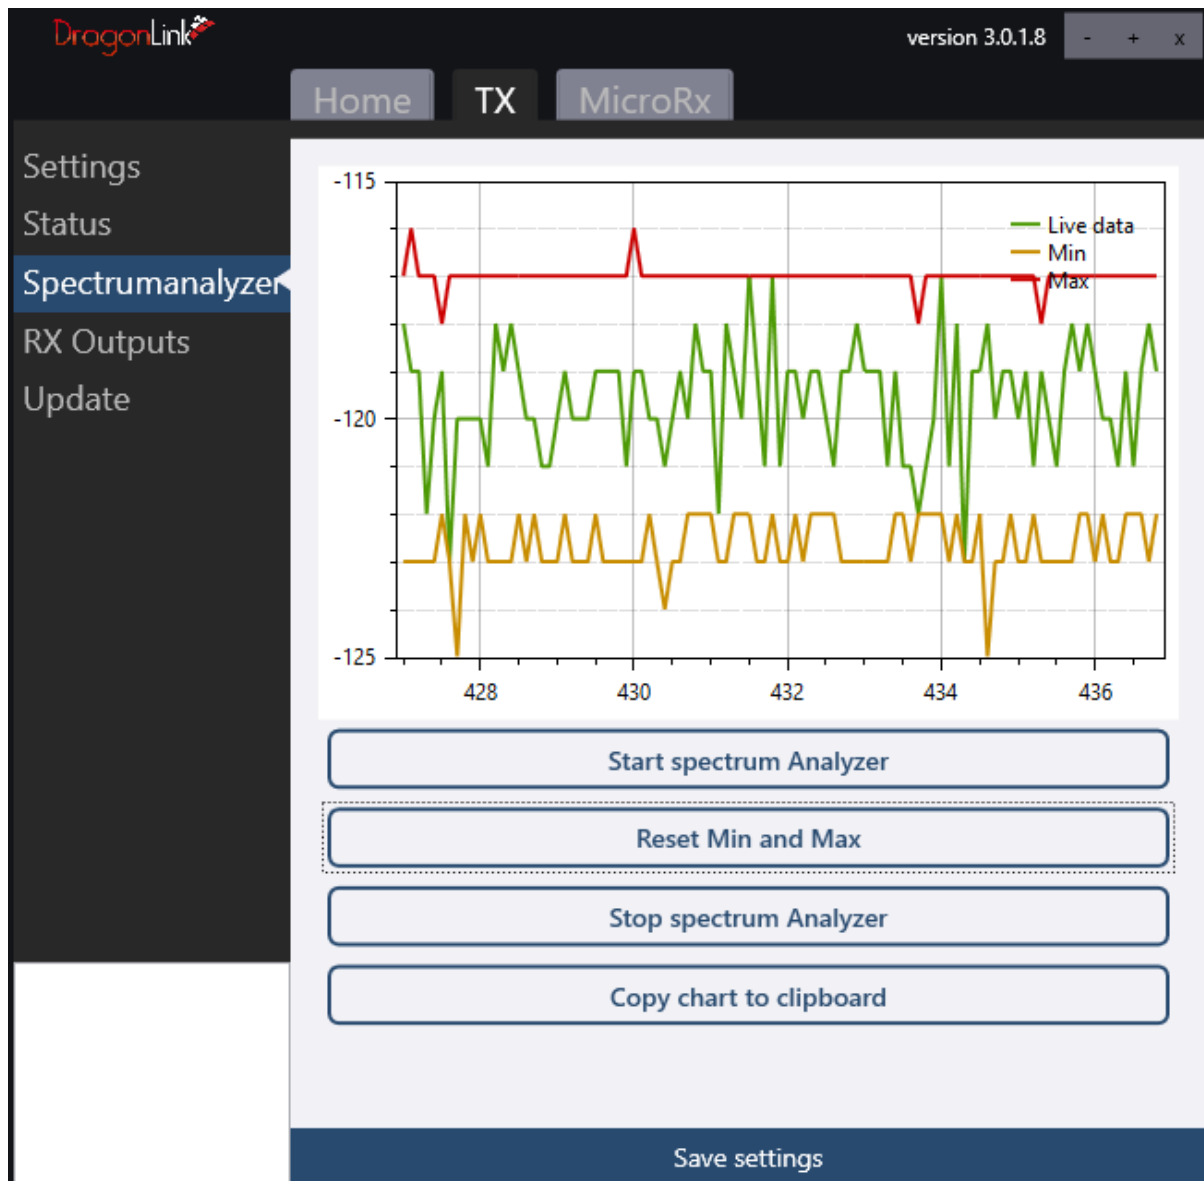 DragonLink
version 3.0.1.8
- + x
Home TX MicroRx
Settings
Status
Spectrumanalyzer
RX Outputs
Update
-115
-120
-125
Live data
Min
Max
428 430 432 434 436
Start spectrum Analyzer
Reset Min and Max
Stop spectrum Analyzer
Copy chart to clipboard
Save settings